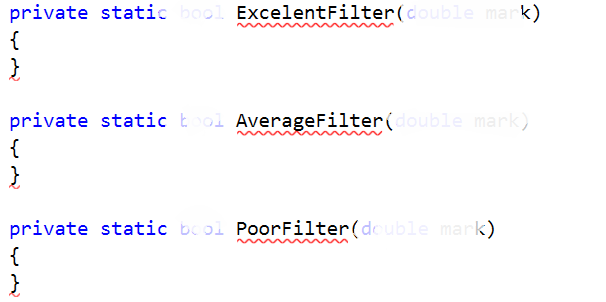 private static bool ExcelentFilter(double mark)
{
}
private static bool AverageFilter(double mark)
{
}
private static bool PoorFilter(double mark)
{
}